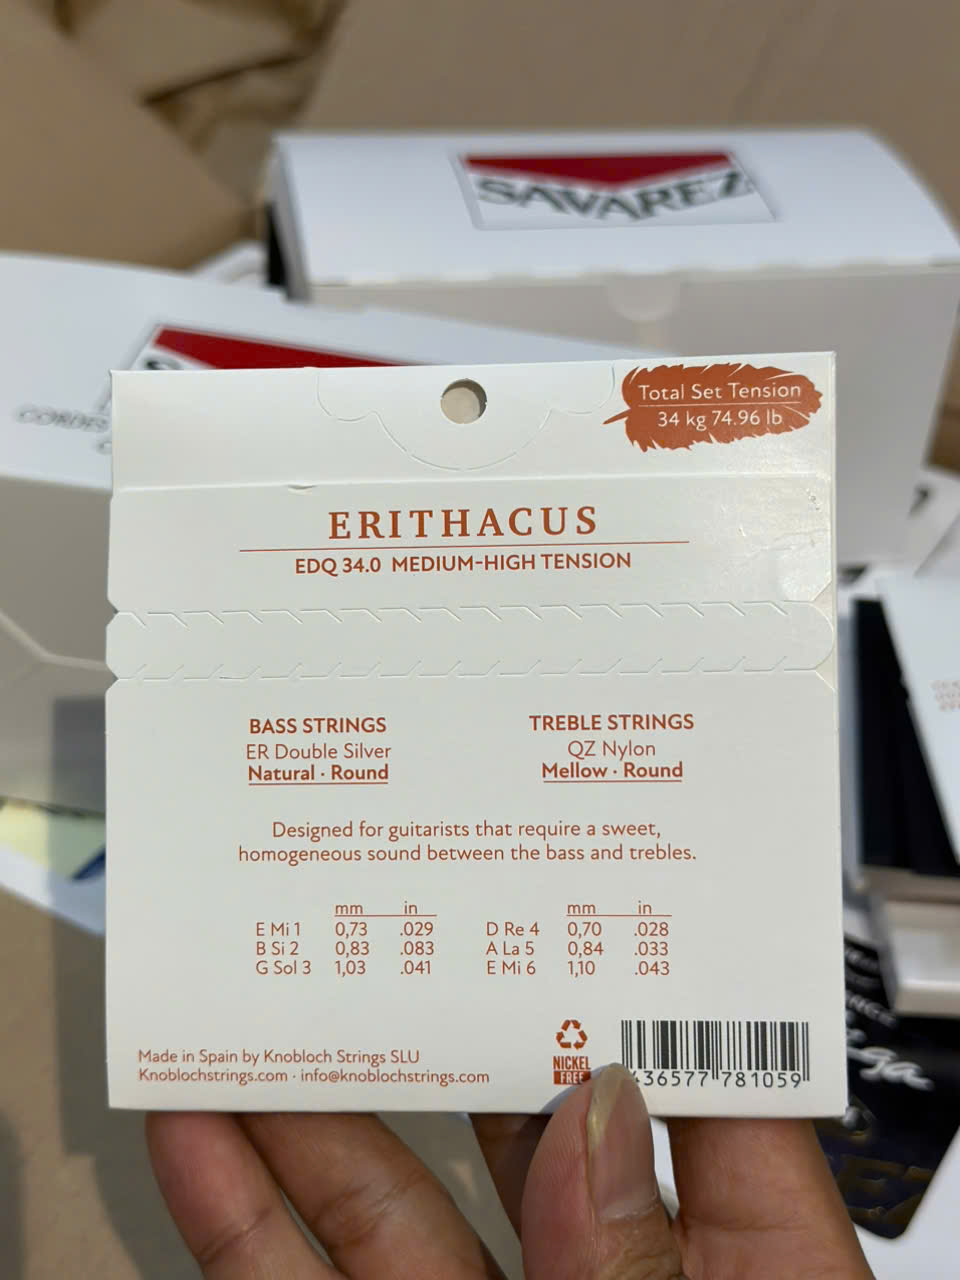 SAVAREZ
CORDES
Total Set Tension
34 kg 74.96 lb
ERITHACUS
EDQ 34.0 MEDIUM-HIGH TENSION
BASS STRINGS
ER Double Silver
Natural · Round
TREBLE STRINGS
QZ Nylon
Mellow · Round
Designed for guitarists that require a sweet,
homogeneous sound between the bass and trebles.
mm in
E Mi 1 0,73 .029
B Si 2 0,83 .083
G Sol 3 1,03 .041
mm in
D Re 4 0,70 .028
A La 5 0,84 .033
E Mi 6 1,10 .043
Made in Spain by Knobloch Strings SLU
Knoblochstrings.com · info@knoblochstrings.com
NICKEL
FREE
436577 781059